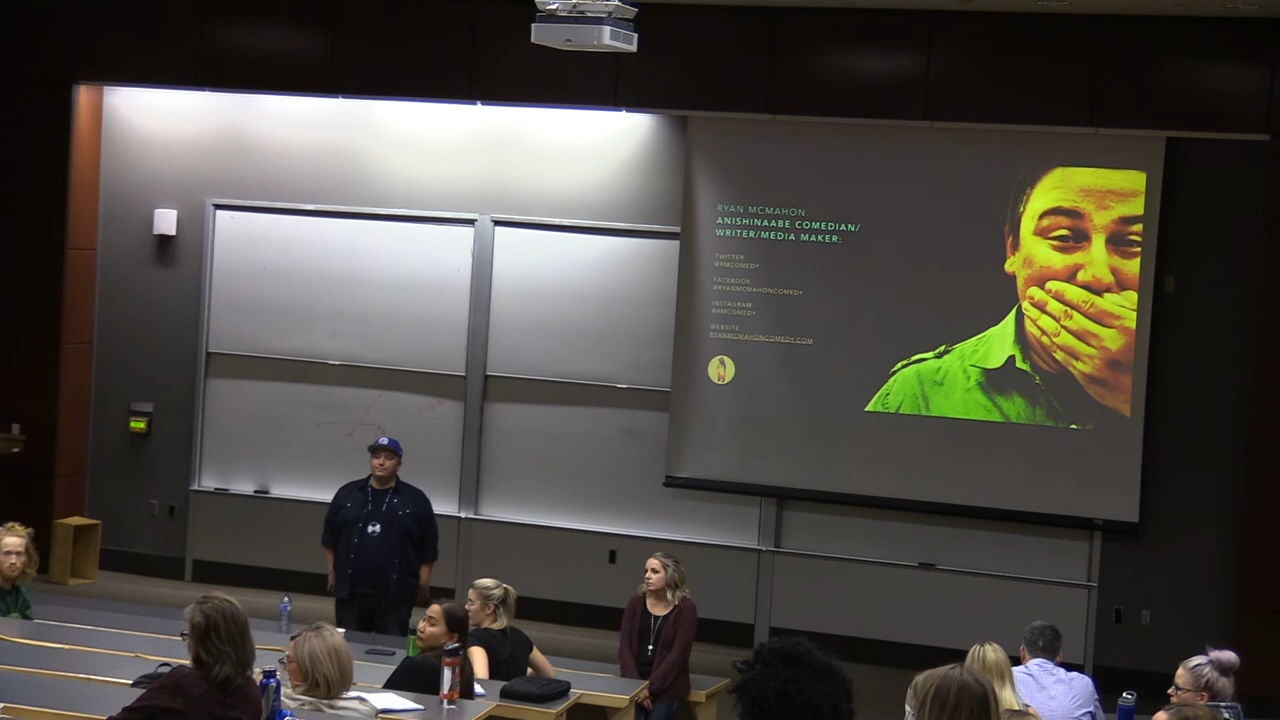 RYAN MCMAHON
ANISHINAABE COMEDIAN/
WRITER/MEDIA MAKER:
TWITTER:
@RMCOMEDY
FACEBOOK:
@RYANMCMAHONCOMEDY
INSTAGRAM:
@RMCOMEDY
WEBSITE:
RYANMCMAHONCOMEDY.COM